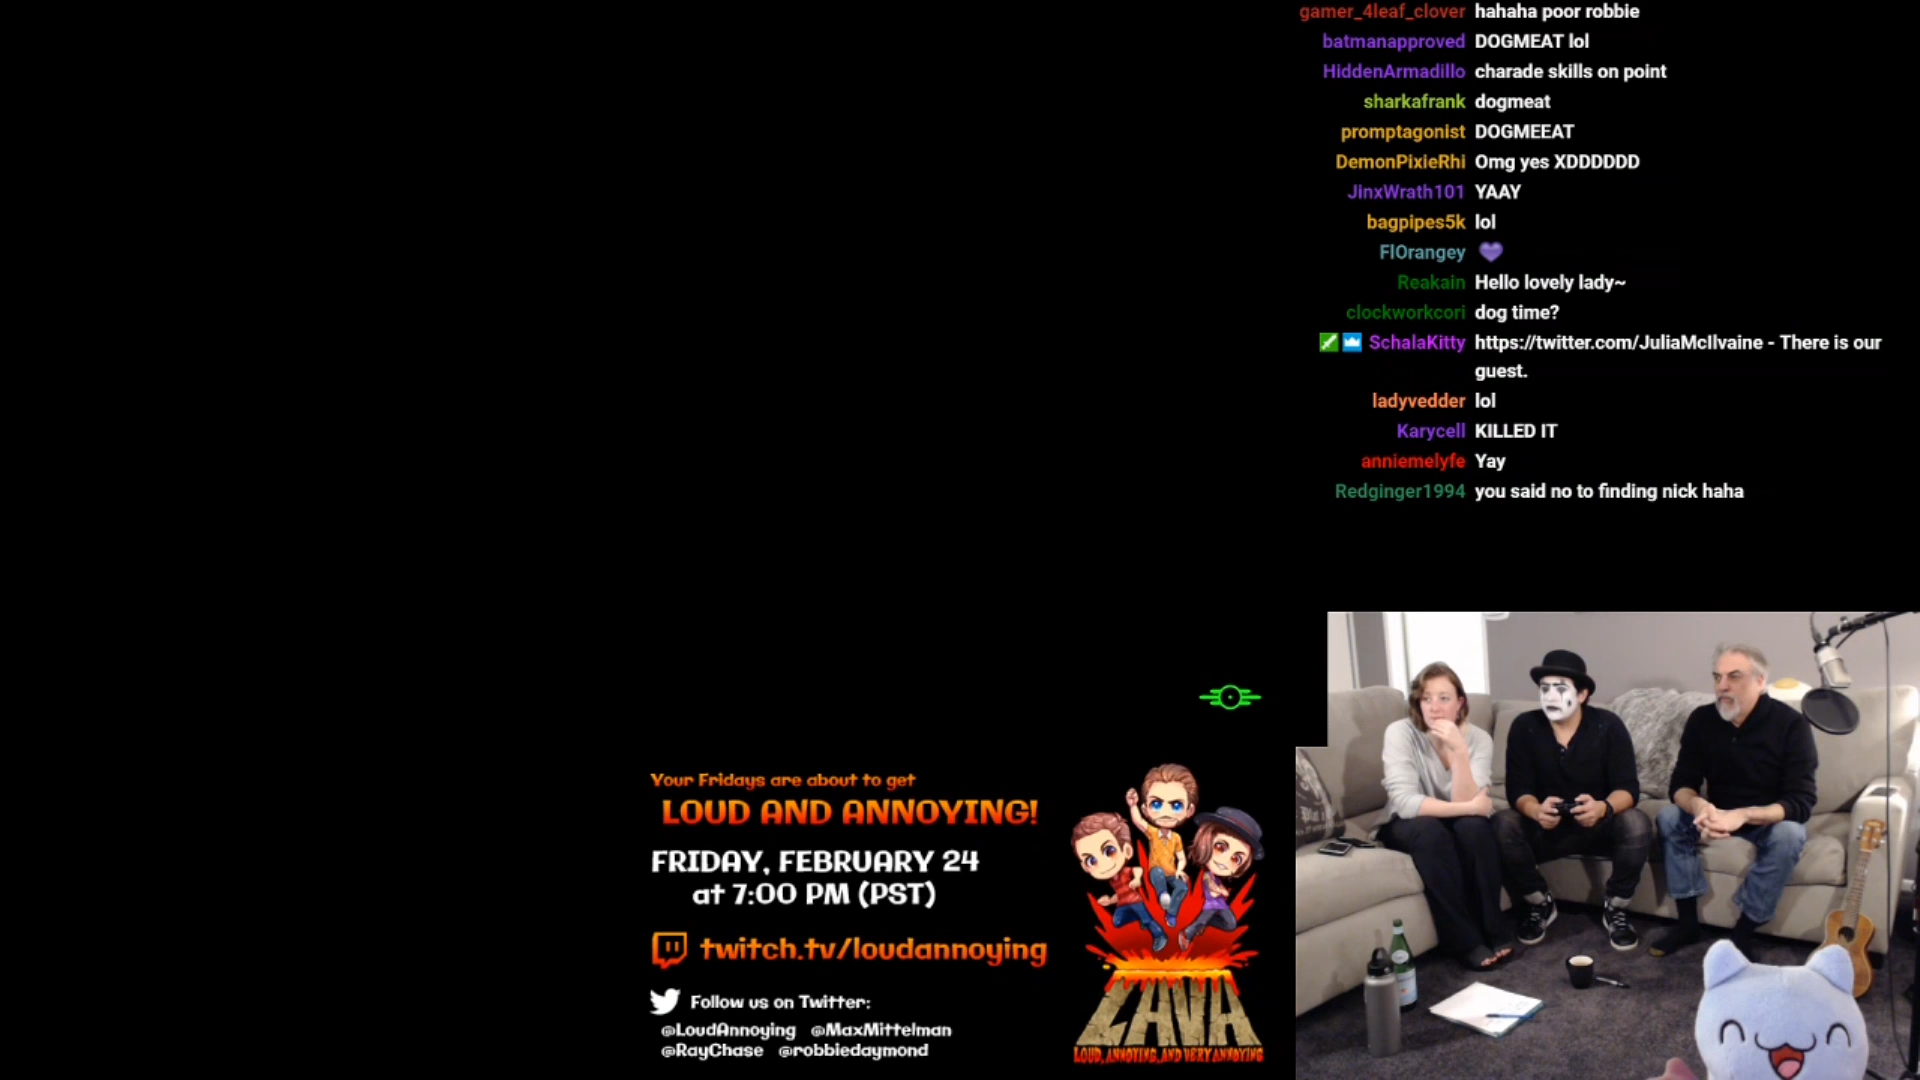 gamer_4leaf_clover hahaha poor robbie
batmanapproved DOGMEAT lol
HiddenArmadillo charade skills on point
sharkafrank dogmeat
promptagonist DOGMEEAT
DemonPixieRhi Omg yes XDDDDDD
JinxWrath101 YAAY
bagpipes5k lol
FlOrangey 💜
Reakain Hello lovely lady~
clockworkcori dog time?
SchalaKitty https://twitter.com/JuliaMcIlvaine - There is our
guest.
ladyvedder lol
Karycell KILLED IT
anniemelyfe Yay
Redginger1994 you said no to finding nick haha
Your Fridays are about to get
LOUD AND ANNOYING!
FRIDAY, FEBRUARY 24
at 7:00 PM (PST)
twitch.tv/loudannoying
Follow us on Twitter:
@LoudAnnoying @MaxMittelman
@RayChase @robbiedaymond
LAVA
LOUD, ANNOYING, AND VERY ANNOYING